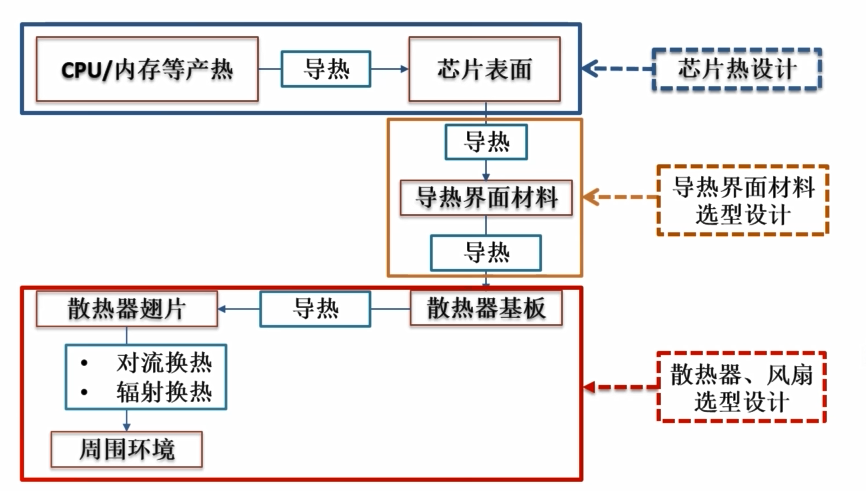 CPU/内存等产热
导热
芯片表面
芯片热设计
导热
导热界面材料
导热界面材料
选型设计
导热
散热器翅片
导热
散热器基板
• 对流换热
• 辐射换热
散热器、风扇
选型设计
周围环境